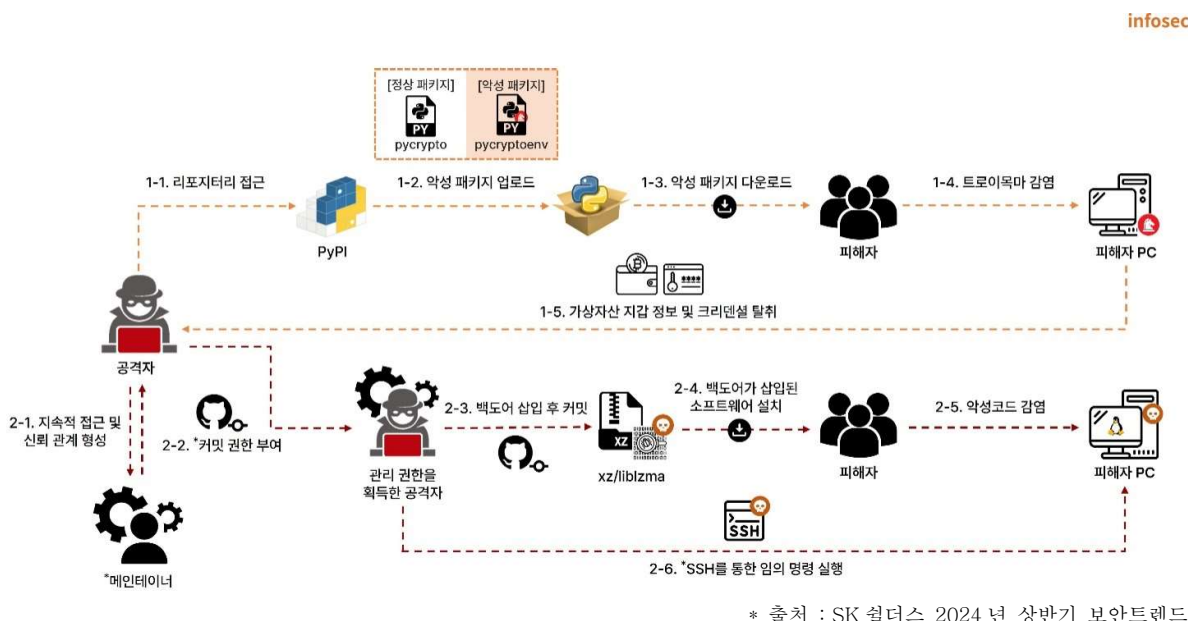 infosec
[정상 패키지] [악성 패키지]
PY PY
pycrypto pycryptoenv
1-1. 리포지터리 접근
1-2. 악성 패키지 업로드
1-3. 악성 패키지 다운로드
1-4. 트로이목마 감염
PyPI
피해자
피해자 PC
1-5. 가상자산 지갑 정보 및 크리덴셜 탈취
공격자
2-1. 지속적 접근 및
신뢰 관계 형성
2-2. *커밋 권한 부여
*메인테이너
관리 권한을
획득한 공격자
2-3. 백도어 삽입 후 커밋
XZ
xz/liblzma
2-4. 백도어가 삽입된
소프트웨어 설치
피해자
2-5. 악성코드 감염
피해자 PC
SSH
2-6. *SSH를 통한 임의 명령 실행
* 출처 : SK 쉴더스 2024 년 상반기 보안트렌드